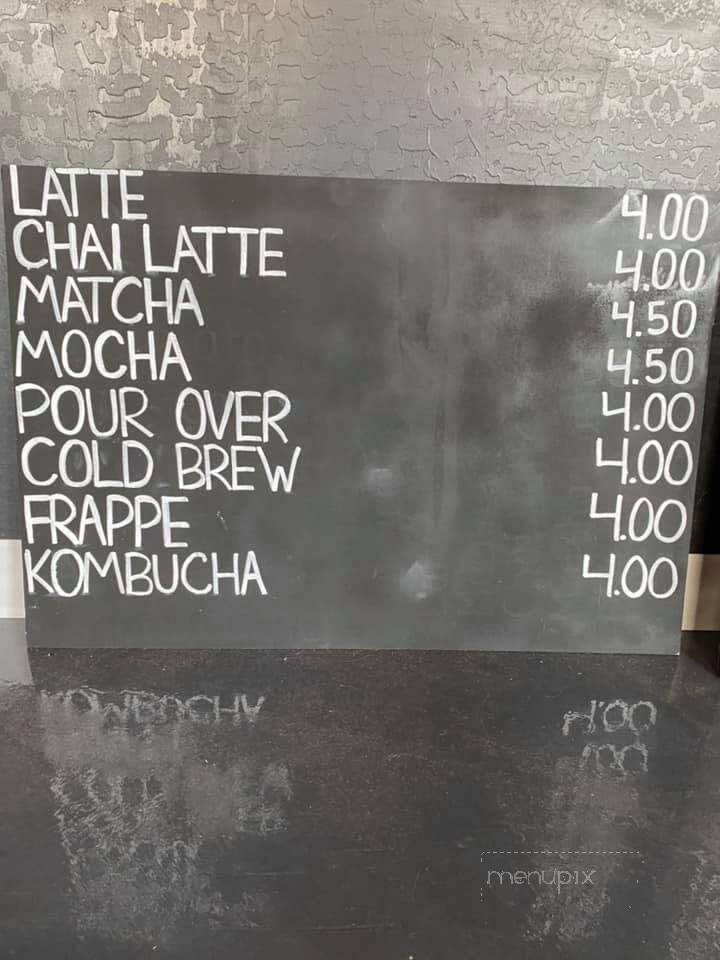 LATTE 4.00
CHAI LATTE 4.00
MATCHA 4.50
MOCHA 4.50
POUR OVER 4.00
COLD BREW 4.00
FRAPPE 4.00
KOMBUCHA 4.00
menupix